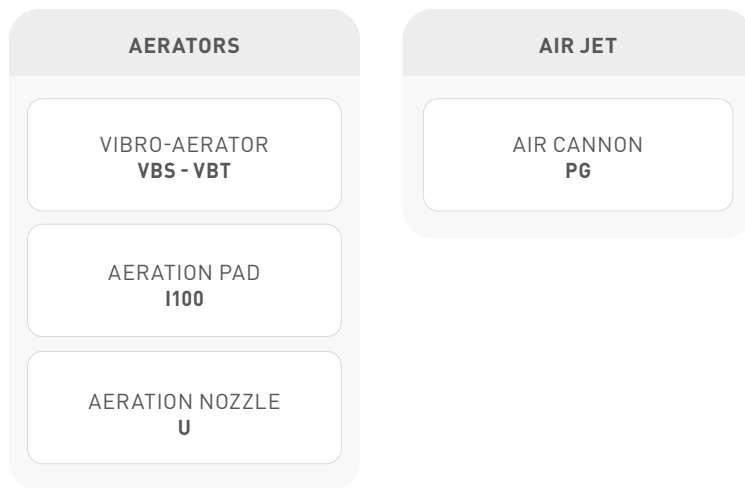 AERATORS
VIBRO-AERATOR
VBS - VBT
AERATION PAD
I100
AERATION NOZZLE
U
AIR JET
AIR CANNON
PG